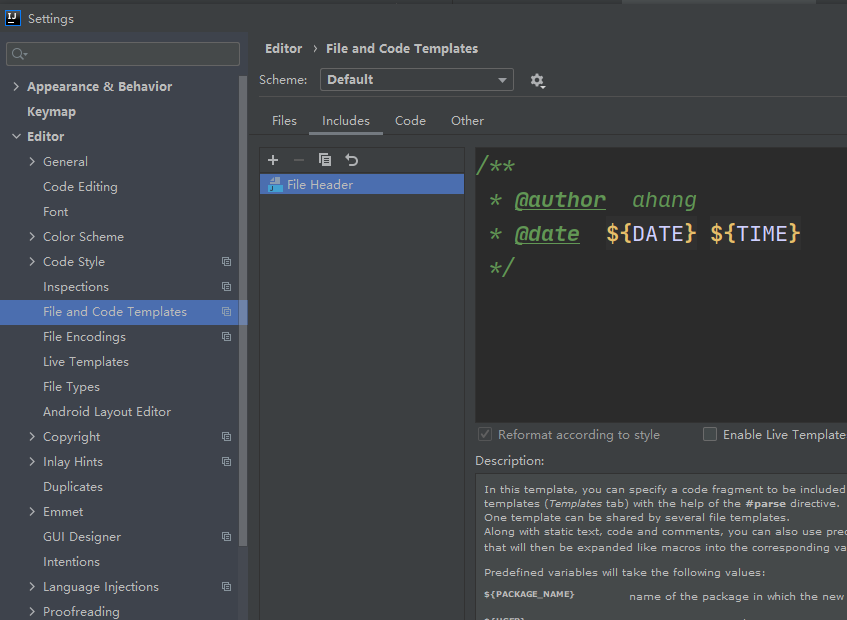 Settings
Appearance & Behavior
Keymap
Editor
General
Code Editing
Font
Color Scheme
Code Style
Inspections
File and Code Templates
File Encodings
Live Templates
File Types
Android Layout Editor
Copyright
Inlay Hints
Duplicates
Emmet
GUI Designer
Intentions
Language Injections
Proofreading
Editor › File and Code Templates
Scheme: Default
Files Includes Code Other
File Header
/**
* @author ahang
* @date ${DATE} ${TIME}
*/
Reformat according to style Enable Live Template
Description:
In this template, you can specify a code fragment to be included
templates (Templates tab) with the help of the #parse directive.
One template can be shared by several file templates.
Along with static text, code and comments, you can also use pred
that will then be expanded like macros into the corresponding va
Predefined variables will take the following values:
${PACKAGE_NAME} name of the package in which the new